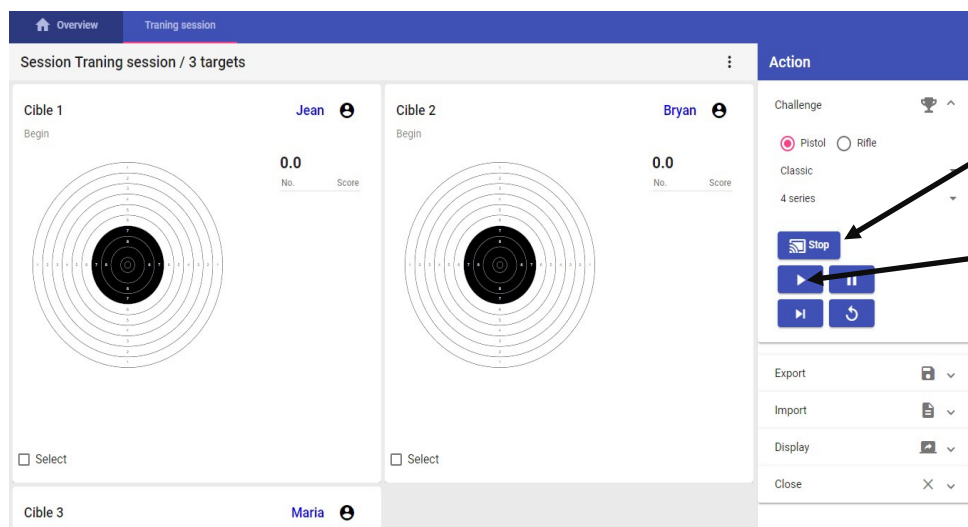 Overview
Traning session
Session Traning session / 3 targets
Action
Cible 1
Jean
Begin
0.0
No.
Score
Cible 2
Bryan
Begin
0.0
No.
Score
Challenge
Pistol
Rifle
Classic
4 series
Stop
Export
Import
Display
Close
Select
Select
Cible 3
Maria